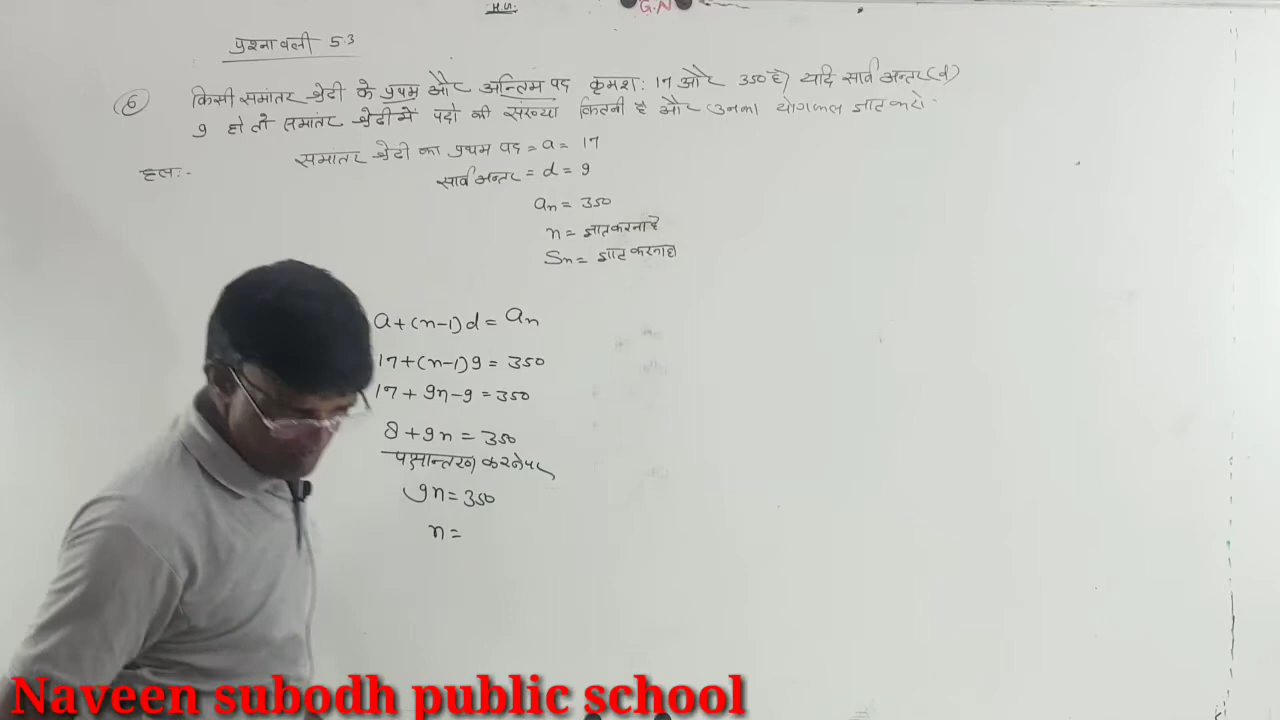 H.W. G.N
प्रश्नावली 5.3
6 किसी समांतर श्रेढी के प्रथम और अन्तिम पद क्रमश: 17 और 350 है, यदि सार्व अन्तर(d)
9 हो तो समांतर श्रेढी में पदो की संख्या कितनी है और उनका योगफल ज्ञात करो
हल:- समांतर श्रेढी का प्रथम पद = a = 17
सार्व अन्तर = d = 9
an = 350
n = ज्ञात करना है
Sn = ज्ञात करना है
a+(n-1)d = an
17+(n-1)9 = 350
17+9n-9 = 350
8+9n = 350
पक्षान्तरण करने पर
9n = 350
n =
Naveen subodh public school